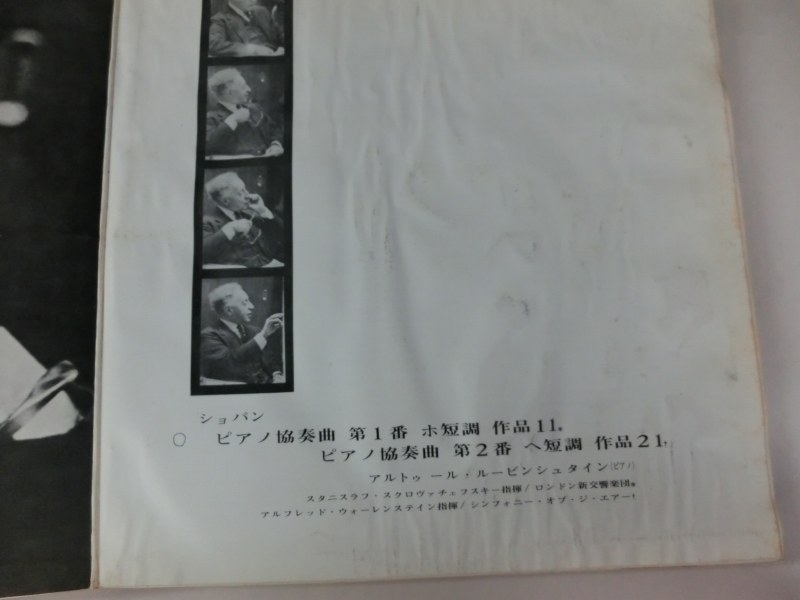 ショパン
ピアノ協奏曲 第1番 ホ短調 作品11*
ピアノ協奏曲 第2番 ヘ短調 作品21†
アルトゥール・ルービンシュタイン(ピアノ)
スタニスラフ・スクロヴァチェフスキー指揮/ロンドン新交響楽団*
アルフレッド・ウォーレンステイン指揮/シンフォニー・オブ・ジ・エアー†